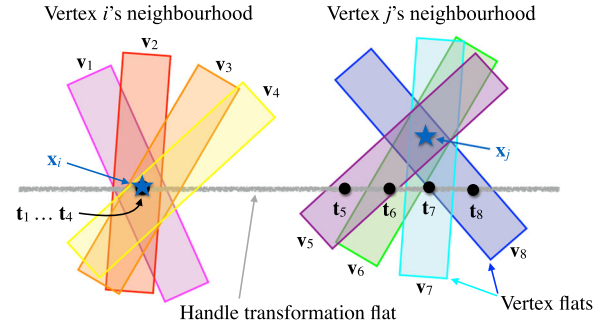 Vertex i's neighbourhood
Vertex j's neighbourhood
v1
v2
v3
v4
xi
t1 … t4
xj
t5
t6
t7
t8
v5
v6
v7
v8
Handle transformation flat
Vertex flats